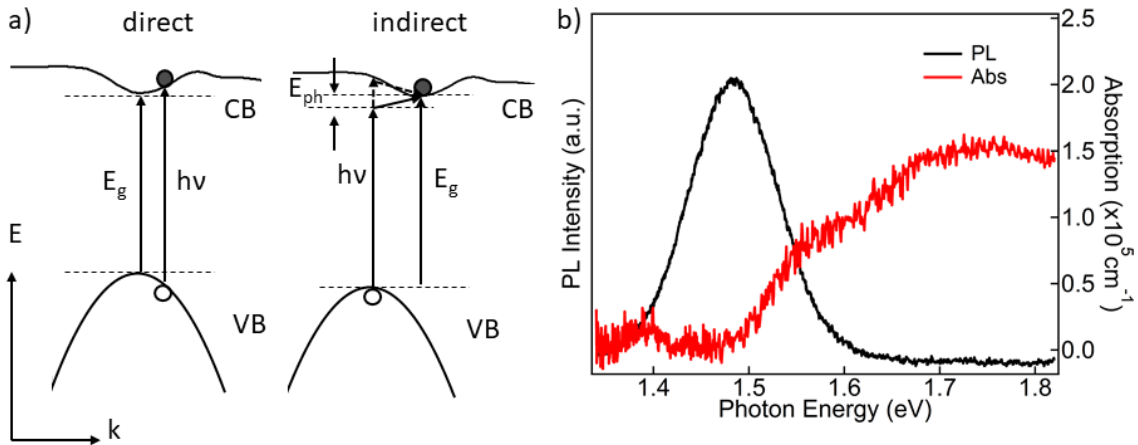 a)
direct
indirect
CB
E_g
hν
E
VB
k
E_ph
CB
hν
E_g
VB
b)
PL
Abs
PL Intensity (a.u.)
2.5
2.0
1.5
1.0
0.5
0.0
Absorption (x10^5 cm^-1)
1.4 1.5 1.6 1.7 1.8
Photon Energy (eV)